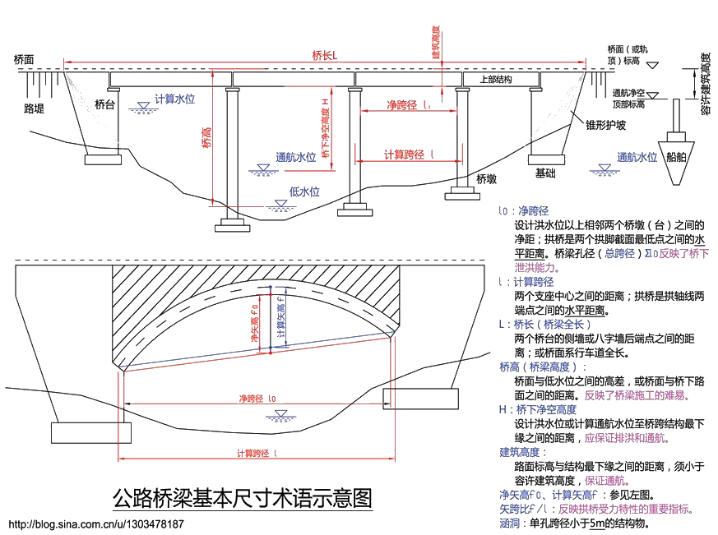 桥长L
建筑高度
桥面
桥面（或轨
顶）标高
容许建筑高度
上部结构
通航净空
顶部标高
路堤
桥台
计算水位
桥高
桥下净空高度 H
净跨径 l₁
锥形护坡
通航水位
计算跨径 l
通航水位
船舶
低水位
桥墩
基础
净矢高f0
计算矢高f
净跨径 l0
计算跨径 l
l0：净跨径
设计洪水位以上相邻两个桥墩（台）之间的
净距；拱桥是两个拱脚截面最低点之间的水
平距离。桥梁孔径（总跨径）Σl0反映了桥下
泄洪能力。
l：计算跨径
两个支座中心之间的距离；拱桥是拱轴线两
端点之间的水平距离。
L：桥长（桥梁全长）
两个桥台的侧墙或八字墙后端点之间的距
离；或桥面系行车道全长。
桥高（桥梁高度）：
桥面与低水位之间的高差，或桥面与桥下路
面之间的距离。反映了桥梁施工的难易。
H：桥下净空高度
设计洪水位或计算通航水位至桥跨结构最下
缘之间的距离，应保证排洪和通航。
建筑高度：
路面标高与结构最下缘之间的距离，须小于
容许建筑高度，保证通航。
净矢高f0、计算矢高f：参见左图。
矢跨比f/l：反映拱桥受力特性的重要指标。
涵洞：单孔跨径小于5m的结构物。
公路桥梁基本尺寸术语示意图
http://blog.sina.com.cn/u/1303478187